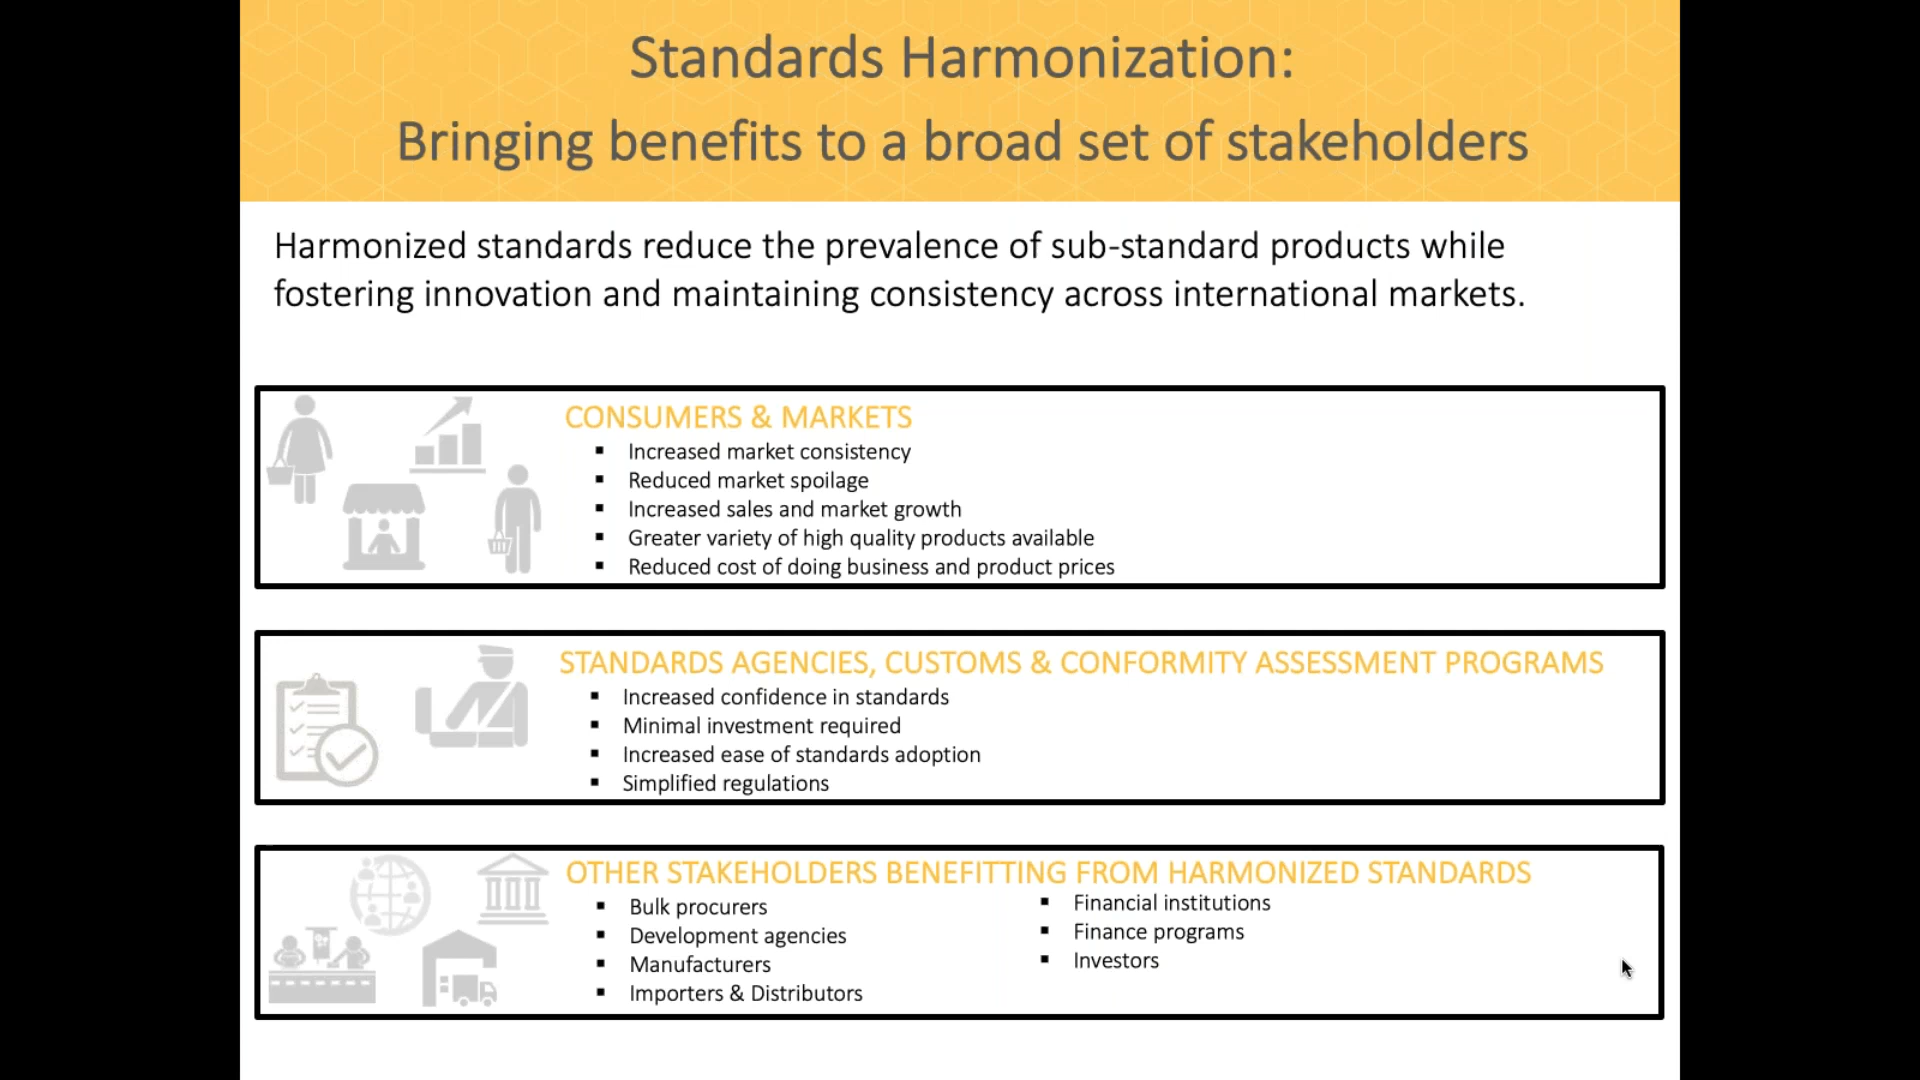 Standards Harmonization:
Bringing benefits to a broad set of stakeholders
Harmonized standards reduce the prevalence of sub-standard products while
fostering innovation and maintaining consistency across international markets.
CONSUMERS & MARKETS
▪ Increased market consistency
▪ Reduced market spoilage
▪ Increased sales and market growth
▪ Greater variety of high quality products available
▪ Reduced cost of doing business and product prices
STANDARDS AGENCIES, CUSTOMS & CONFORMITY ASSESSMENT PROGRAMS
▪ Increased confidence in standards
▪ Minimal investment required
▪ Increased ease of standards adoption
▪ Simplified regulations
OTHER STAKEHOLDERS BENEFITTING FROM HARMONIZED STANDARDS
▪ Bulk procurers
▪ Development agencies
▪ Manufacturers
▪ Importers & Distributors
▪ Financial institutions
▪ Finance programs
▪ Investors